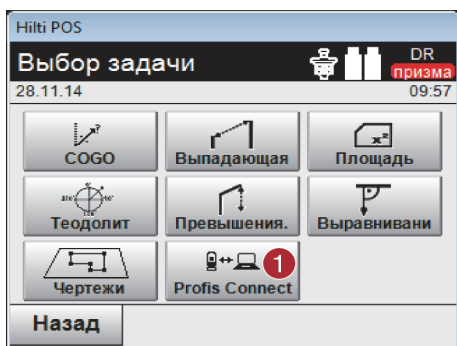 Hilti POS
Выбор задачи DR
призма
28.11.14 09:57
COGO Выпадающая Площадь
Теодолит Превышения. Выравнивани
Чертежи Profis Connect 1
Назад